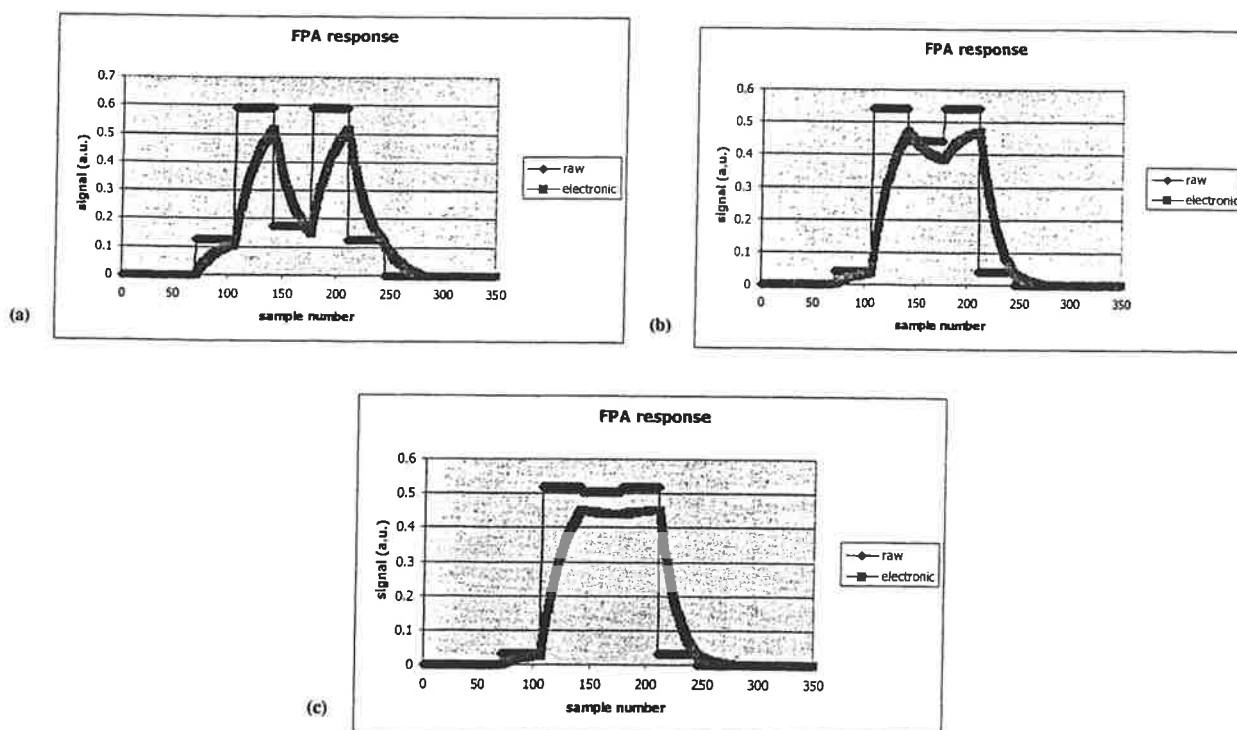 FPA response
0.7
0.6
0.5
0.4
0.3
0.2
0.1
0
signal (a.u.)
0 50 100 150 200 250 300 350
sample number
raw
electronic
(a)
FPA response
0.6
0.5
0.4
0.3
0.2
0.1
0
signal (a.u.)
0 50 100 150 200 250 300 350
sample number
raw
electronic
(b)
FPA response
0.6
0.5
0.4
0.3
0.2
0.1
0
signal (a.u.)
0 50 100 150 200 250 300 350
sample number
raw
electronic
(c)